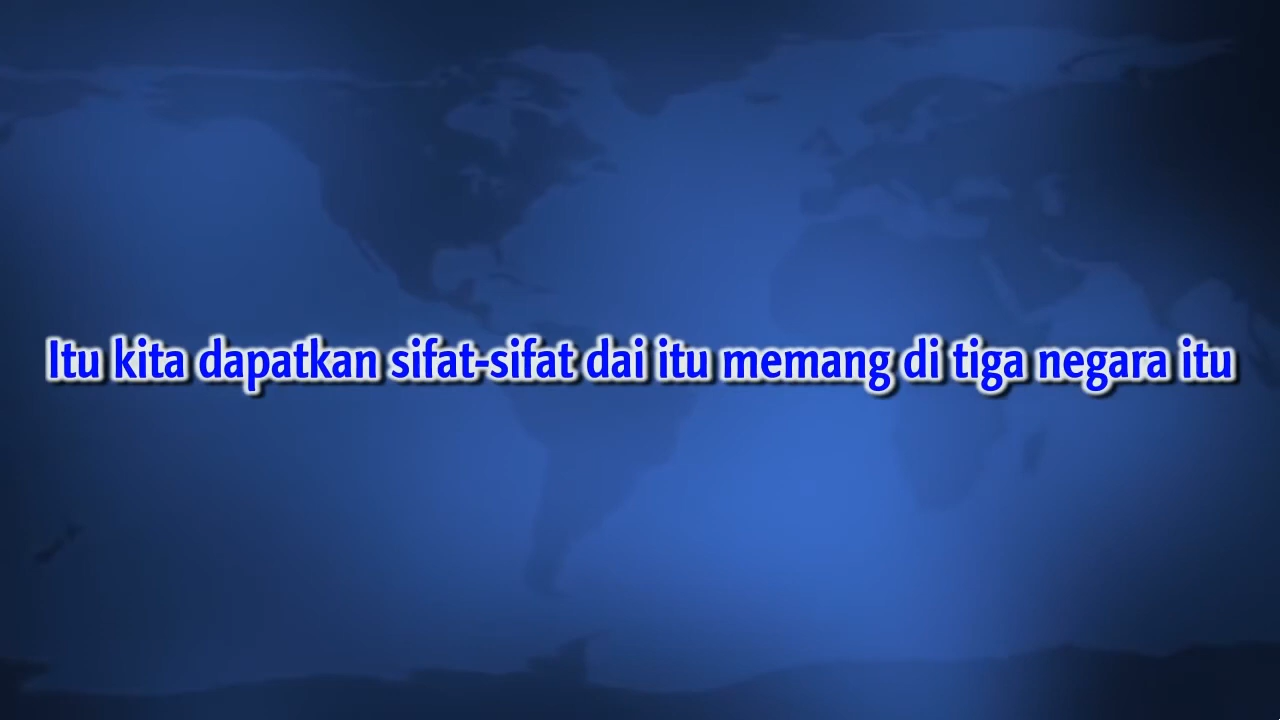 Itu kita dapatkan sifat-sifat dai itu memang di tiga negara itu